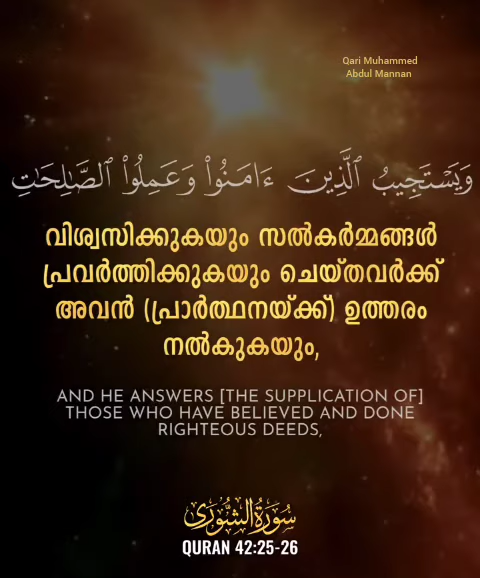 Qari Muhammed
Abdul Mannan
وَيَسْتَجِيبُ ٱلَّذِينَ ءَامَنُوا۟ وَعَمِلُوا۟ ٱلصَّـٰلِحَـٰتِ
വിശ്വസിക്കുകയും സൽകർമ്മങ്ങൾ
പ്രവർത്തിക്കുകയും ചെയ്തവർക്ക്
അവൻ (പ്രാർത്ഥനയ്ക്ക്) ഉത്തരം
നൽകുകയും,
AND HE ANSWERS [THE SUPPLICATION OF]
THOSE WHO HAVE BELIEVED AND DONE
RIGHTEOUS DEEDS,
سُورَةُ الشُّورَى
QURAN 42:25-26